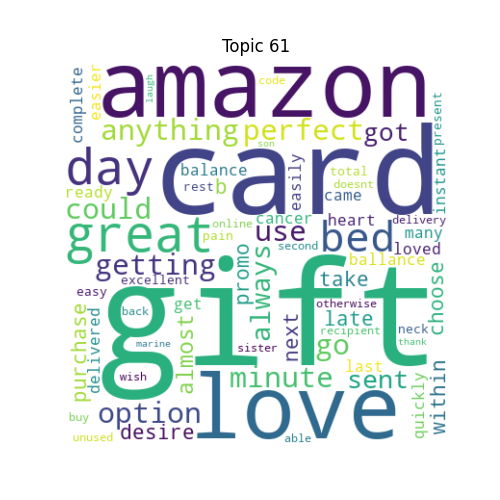 Topic 61
amazon
complete
easier
laugh
code
anything
perfect
got
present
card
son
day
balance
easily
total
instant
ready
rest
b
doesnt
came
could
great
online
cancer
heart
delivery
pain
use
bed
many
second
loved
getting
always
ballance
excellent
promo
take
choose
easy
gift
get
otherwise
purchase
delivered
back
almost
next
late
recipient
neck
marine
sister
go
thank
wish
minute
last
sent
quickly
within
love
option
buy
desire
able
unused